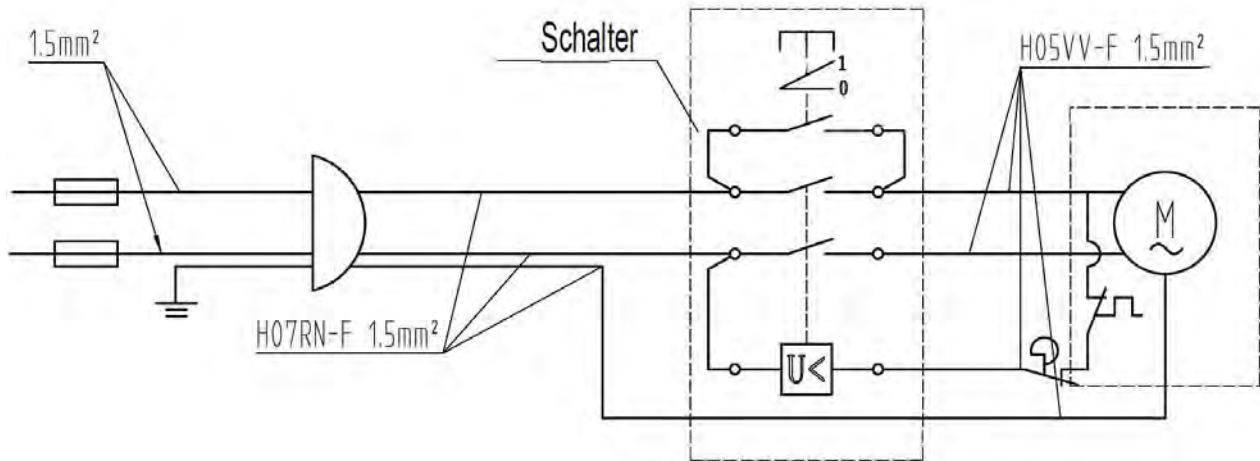 1.5mm²
Schalter
H05VV-F 1.5mm²
1
0
M
H07RN-F 1.5mm²
U<